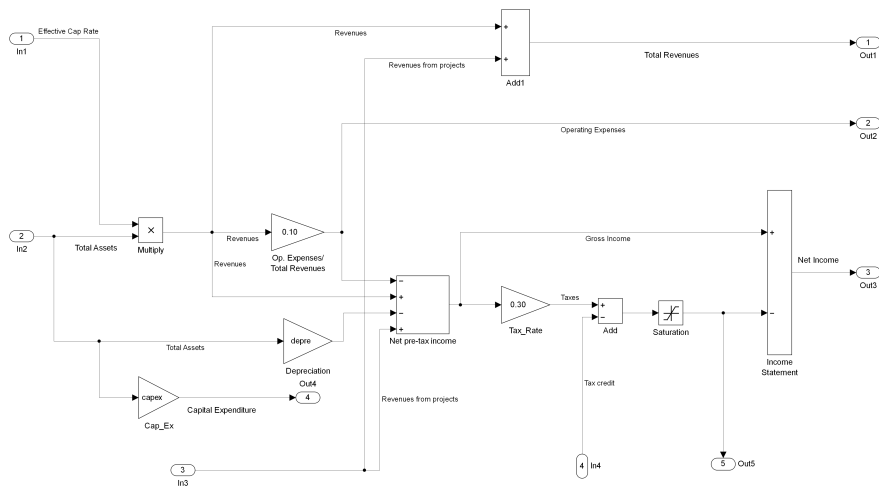 Effective Cap Rate
1
In1
Revenues
+
Revenues from projects
+
Add1
Total Revenues
1
Out1
Operating Expenses
2
Out2
2
In2
Total Assets
×
Multiply
Revenues
Revenues
0.10
Op. Expenses/
Total Revenues
Gross Income
+
−
Net Income
3
Out3
Income
Statement
−
+
−
+
Net pre-tax income
0.30
Tax_Rate
Taxes
+
−
Add
Saturation
Total Assets
depre
Depreciation
Out4
4
capex
Cap_Ex
Capital Expenditure
Revenues from projects
Tax credit
3
In3
4
In4
5
Out5